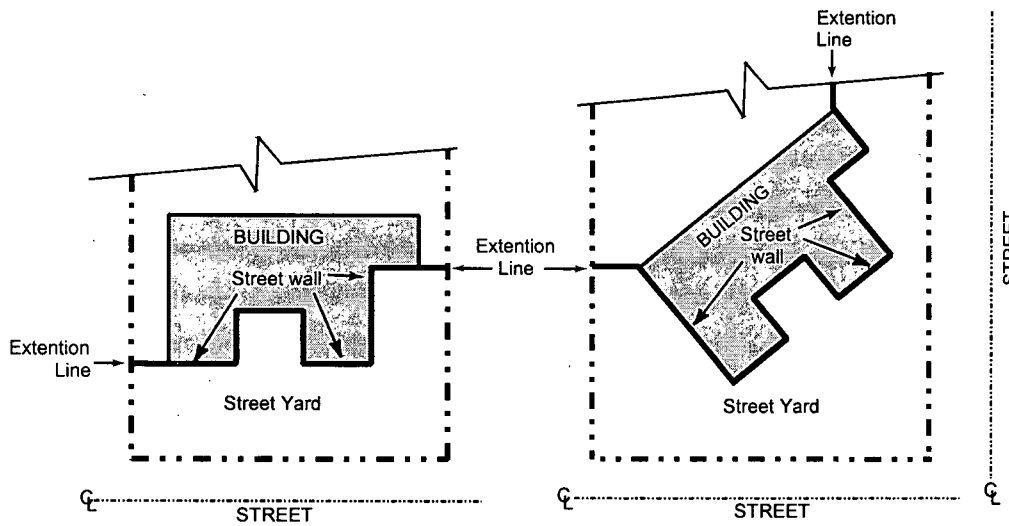 Extention
Line
BUILDING
Street wall
Extention
Line
Extention
Line
Street Yard
℄
STREET
BUILDING
Street
wall
Street Yard
STREET
℄
℄
STREET